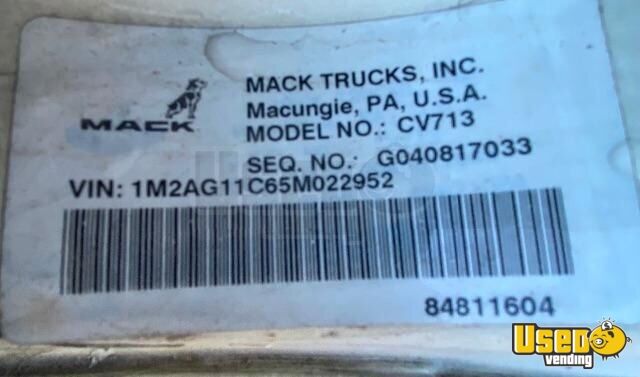 MACK
MACK TRUCKS, INC.
Macungie, PA, U.S.A.
MODEL NO.: CV713
SEQ. NO.: G040817033
VIN: 1M2AG11C65M022952
84811604
Used
vending